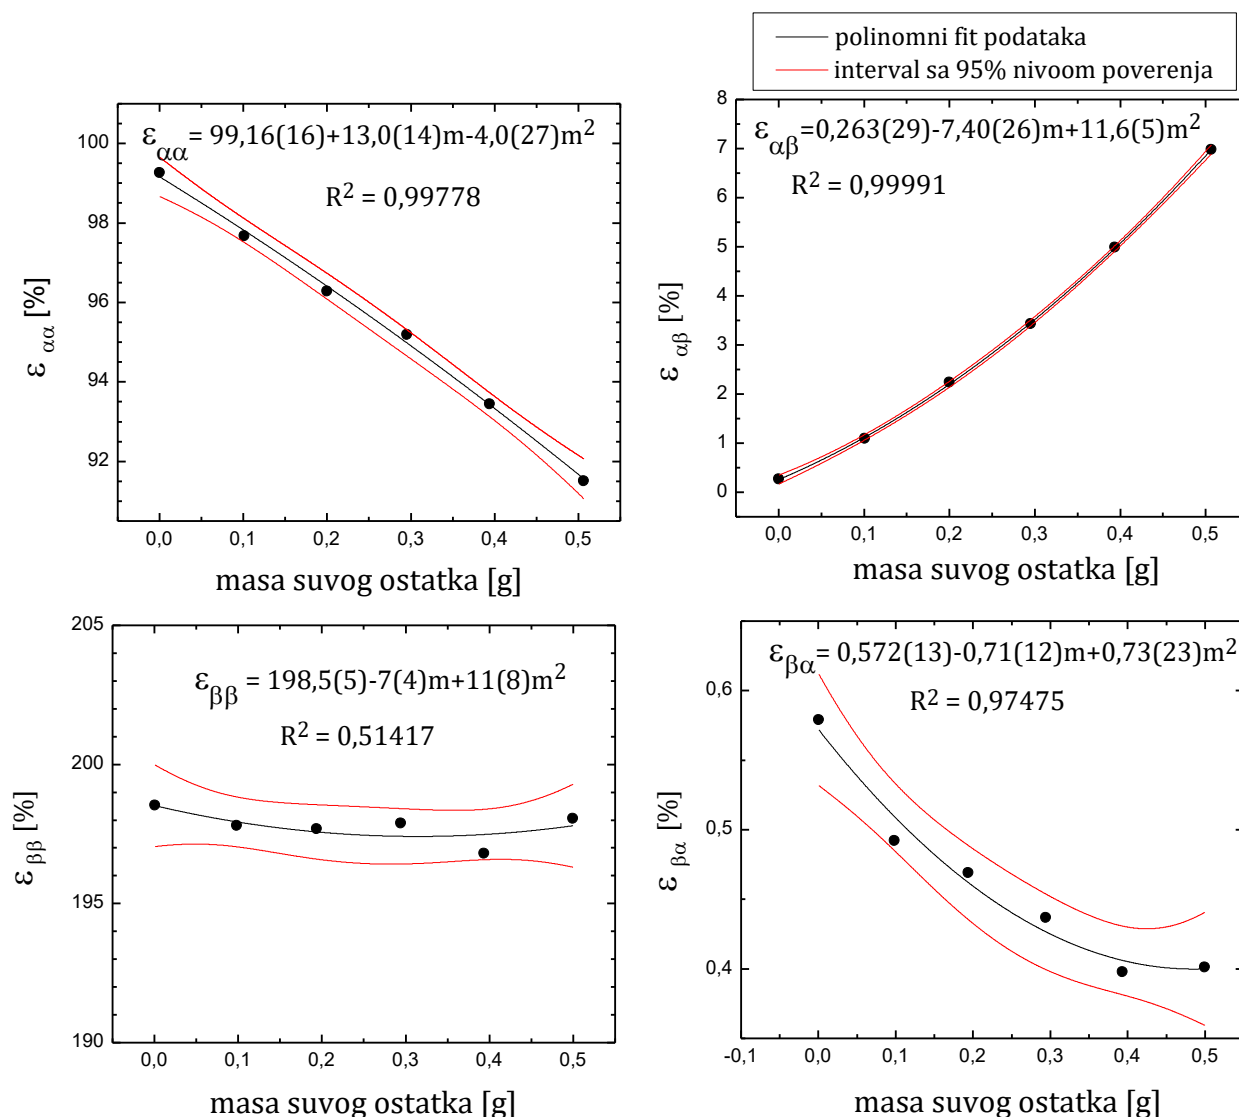 polinomni fit podataka
interval sa 95% nivoom poverenja
εαα= 99,16(16)+13,0(14)m-4,0(27)m²
R² = 0,99778
100
98
96
94
92
ε αα [%]
0,0 0,1 0,2 0,3 0,4 0,5
masa suvog ostatka [g]
εαβ=0,263(29)-7,40(26)m+11,6(5)m²
R² = 0,99991
8
7
6
5
4
3
2
1
0
ε αβ [%]
0,0 0,1 0,2 0,3 0,4 0,5
masa suvog ostatka [g]
εββ = 198,5(5)-7(4)m+11(8)m²
R² = 0,51417
205
200
195
190
εββ [%]
0,0 0,1 0,2 0,3 0,4 0,5
masa suvog ostatka [g]
εβα= 0,572(13)-0,71(12)m+0,73(23)m²
R² = 0,97475
0,6
0,5
0,4
ε βα [%]
-0,1 0,0 0,1 0,2 0,3 0,4 0,5
masa suvog ostatka [g]